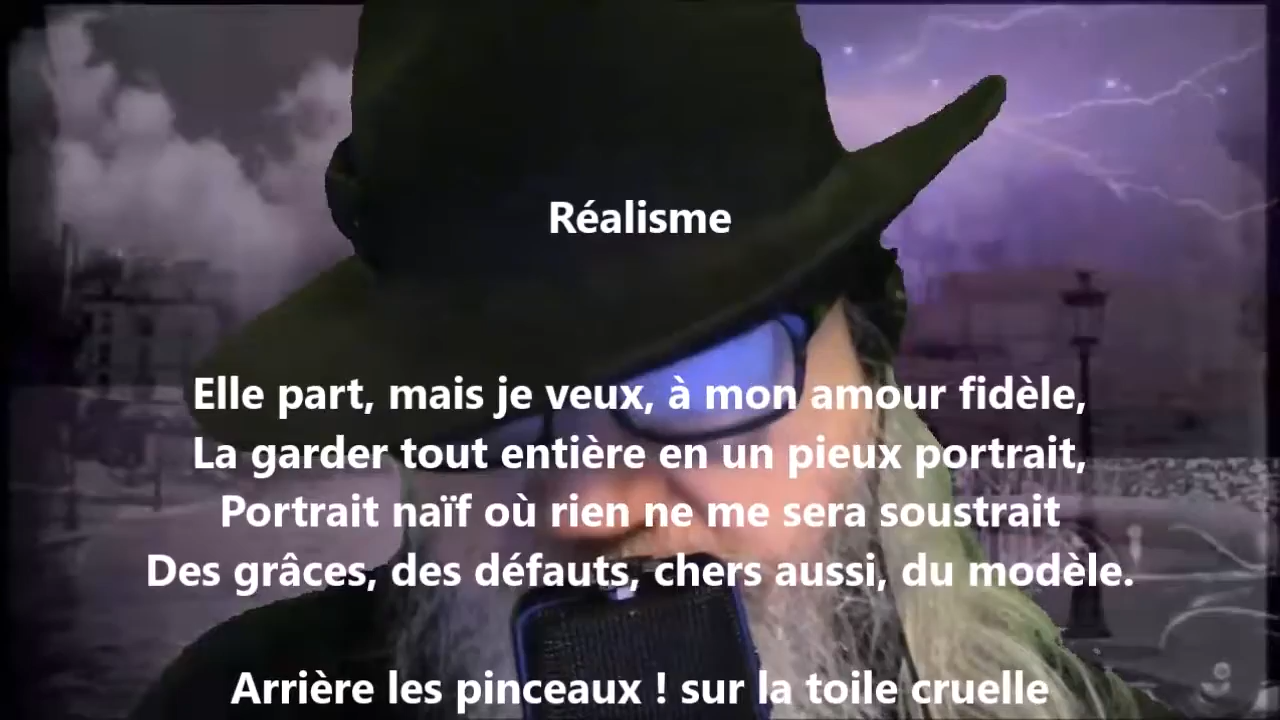 Réalisme
Elle part, mais je veux, à mon amour fidèle,
La garder tout entière en un pieux portrait,
Portrait naïf où rien ne me sera soustrait
Des grâces, des défauts, chers aussi, du modèle.
Arrière les pinceaux ! sur la toile cruelle